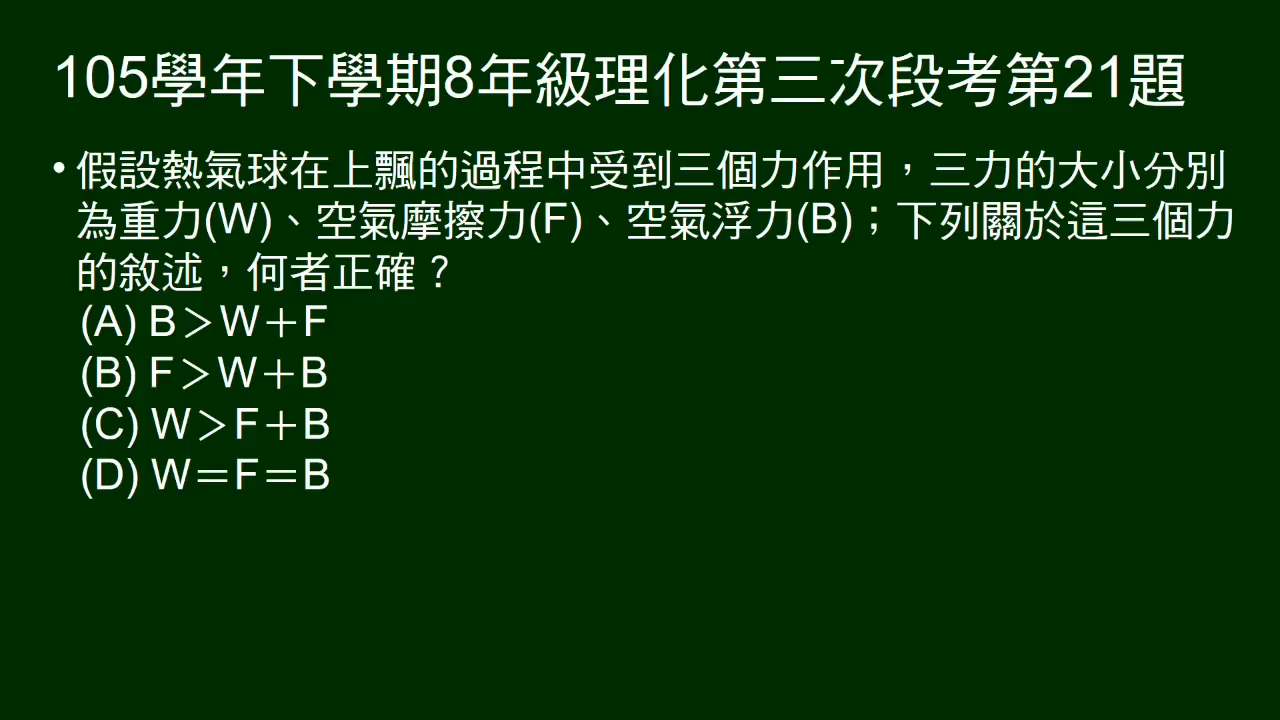 105學年下學期8年級理化第三次段考第21題
• 假設熱氣球在上飄的過程中受到三個力作用，三力的大小分別
為重力(W)、空氣摩擦力(F)、空氣浮力(B)；下列關於這三個力
的敘述，何者正確？
(A) B＞W＋F
(B) F＞W＋B
(C) W＞F＋B
(D) W＝F＝B